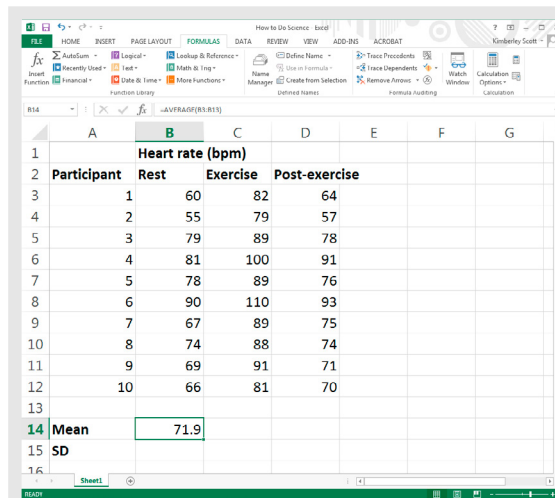 How to Do Science - Excel
FILE HOME INSERT PAGE LAYOUT FORMULAS DATA REVIEW VIEW ADD-INS ACROBAT Kimberley Scott
fx Insert Function
AutoSum Logical Lookup & Reference
Recently Used Text Math & Trig
Financial Date & Time More Functions
Function Library
Name Manager
Define Name
Use in Formula
Create from Selection
Defined Names
Trace Precedents
Trace Dependents
Remove Arrows
Formula Auditing
Watch Window
Calculation Options
Calculation
B14 fx =AVERAGE(B3:B13)
A B C D E F G
1 Heart rate (bpm)
2 Participant Rest Exercise Post-exercise
3 1 60 82 64
4 2 55 79 57
5 3 79 89 78
6 4 81 100 91
7 5 78 89 76
8 6 90 110 93
9 7 67 89 75
10 8 74 88 74
11 9 69 91 71
12 10 66 81 70
13
14 Mean 71.9
15 SD
16
Sheet1
READY